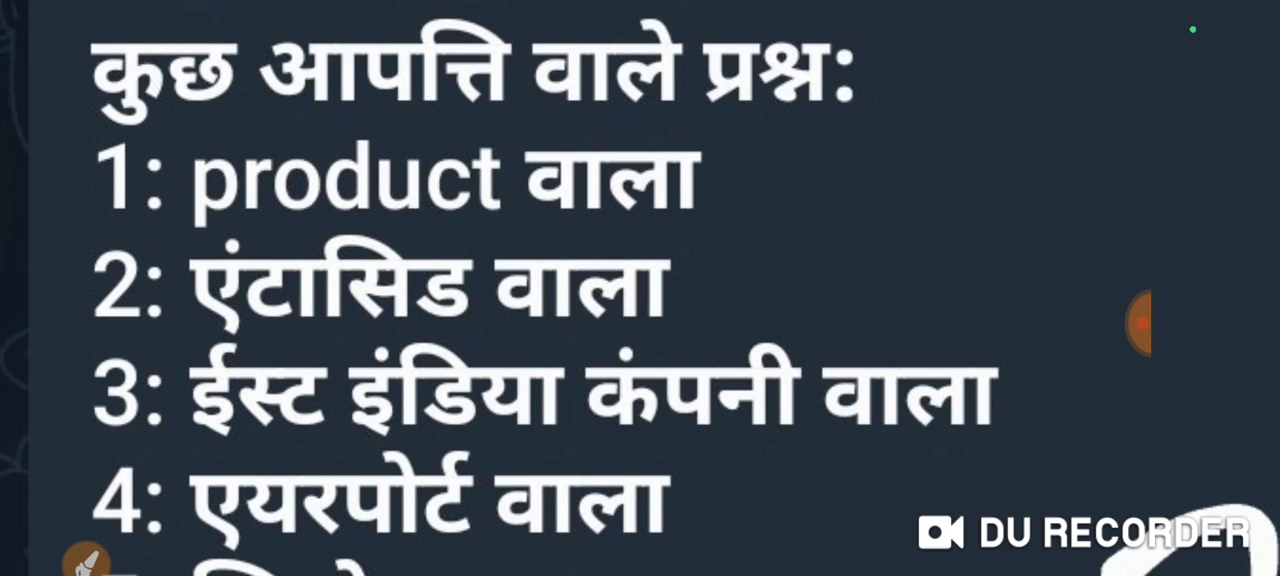 कुछ आपत्ति वाले प्रश्न:
1: product वाला
2: एंटासिड वाला
3: ईस्ट इंडिया कंपनी वाला
4: एयरपोर्ट वाला
DU RECORDER